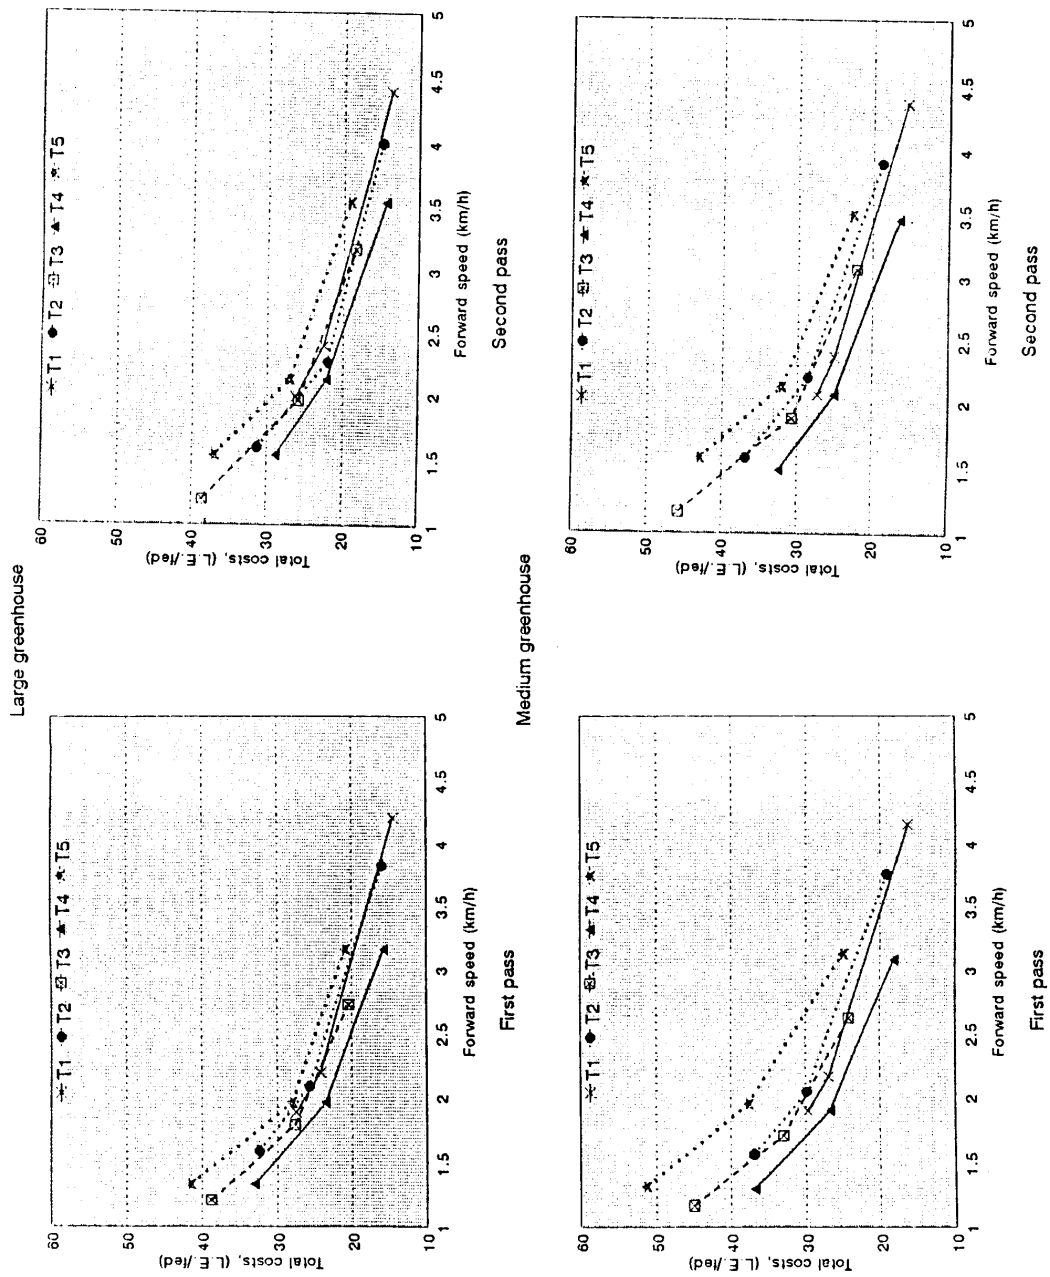 Large greenhouse
T1 T2 T3 T4 T5
60
50
40
30
20
10
Total costs, (L.E./fed)
1 1.5 2 2.5 3 3.5 4 4.5 5
Forward speed (km/h)
First pass
T1 T2 T3 T4 T5
60
50
40
30
20
10
Total costs, (L.E./fed)
1 1.5 2 2.5 3 3.5 4 4.5 5
Forward speed (km/h)
Second pass
Medium greenhouse
T1 T2 T3 T4 T5
60
50
40
30
20
10
Total costs, (L.E./fed)
1 1.5 2 2.5 3 3.5 4 4.5 5
Forward speed (km/h)
First pass
T1 T2 T3 T4 T5
60
50
40
30
20
10
Total costs, (L.E./fed)
1 1.5 2 2.5 3 3.5 4 4.5 5
Forward speed (km/h)
Second pass